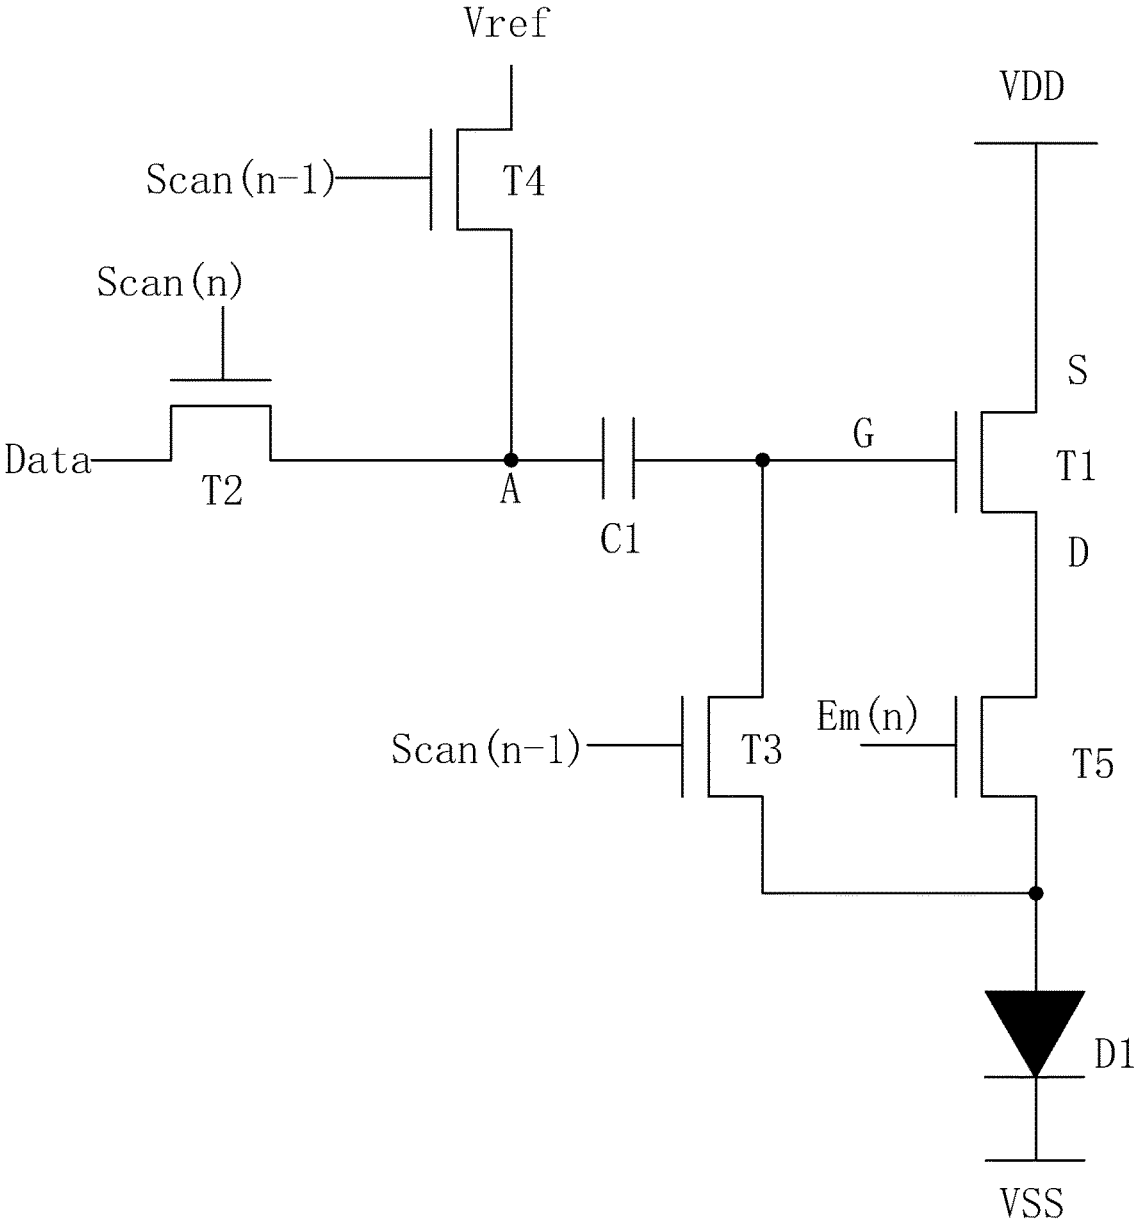 Vref
VDD
Scan(n-1)
T4
Scan(n)
S
G
Data
T1
T2
A
C1
D
Em(n)
Scan(n-1)
T3
T5
D1
VSS